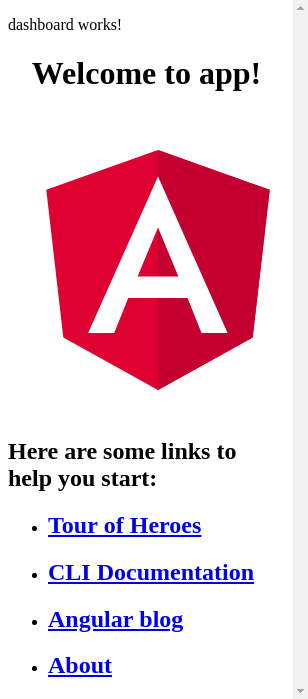 dashboard works!
Welcome to app!
A
Here are some links to
help you start:
Tour of Heroes
CLI Documentation
Angular blog
About